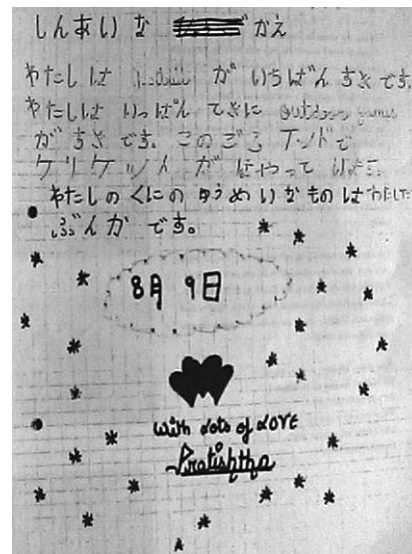 しんあいな かえ
わたしは が いちばん すきです。
わたしは いっぱん てきに outdoor games
が すきです。このごろ インドで
クリケット が はやって います。
わたしの くにの ゆうめいな ものは わたしたち
ぶんか です。
8月 9日
With Lots of LOVE
Pratishtha